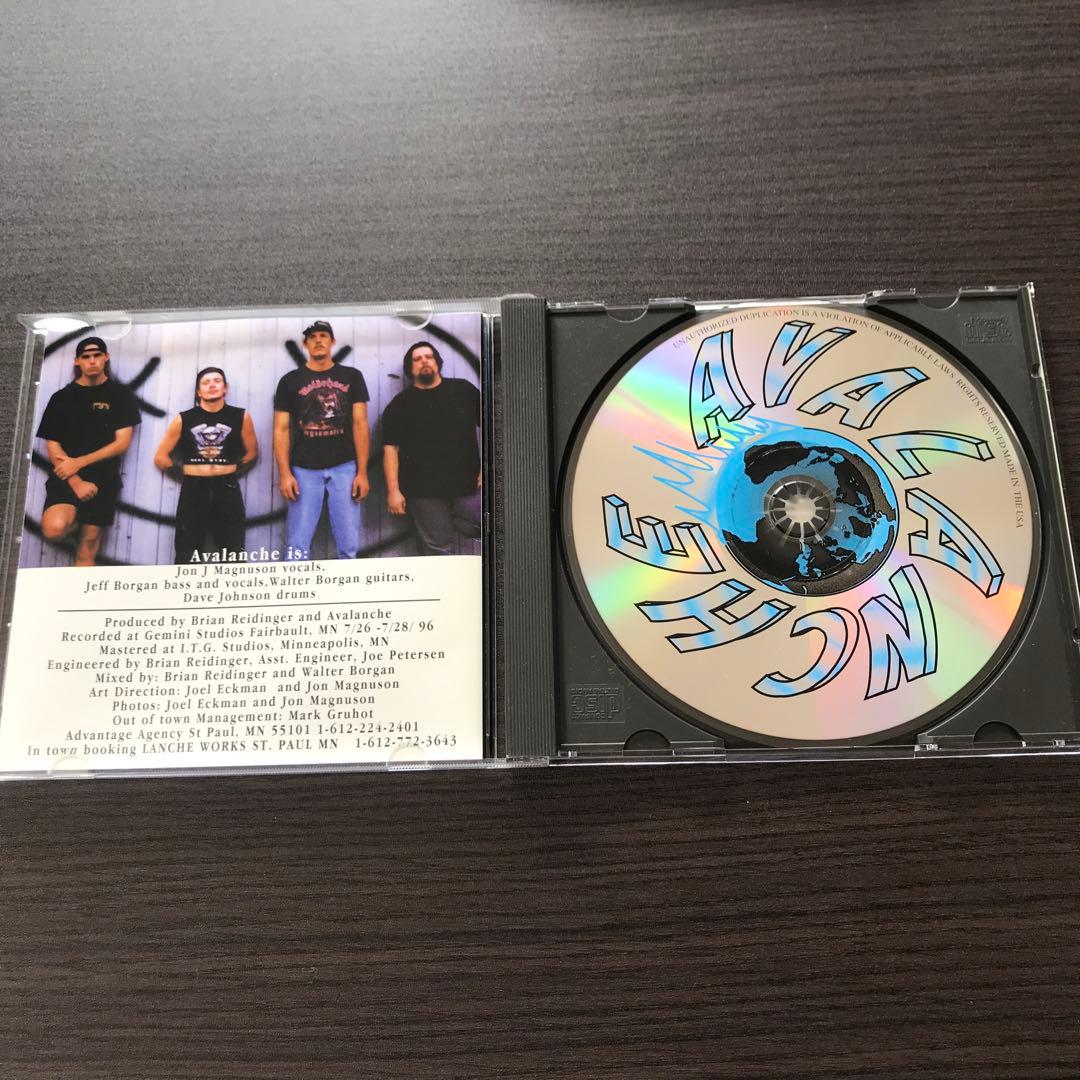 Motörhead
Avalanche is:
Jon J Magnuson vocals,
Jeff Borgan bass and vocals,Walter Borgan guitars,
Dave Johnson drums
Produced by Brian Reidinger and Avalanche
Recorded at Gemini Studios Fairbault, MN 7/26 -7/28/ 96
Mastered at I.T.G. Studios, Minneapolis, MN
Engineered by Brian Reidinger, Asst. Engineer, Joe Petersen
Mixed by: Brian Reidinger and Walter Borgan
Art Direction: Joel Eckman and Jon Magnuson
Photos: Joel Eckman and Jon Magnuson
Out of town Management: Mark Gruhot
Advantage Agency St Paul, MN 55101 1-612-224-2401
In town booking LANCHE WORKS ST. PAUL MN 1-612-772-3643
UNAUTHORIZED DUPLICATION IS A VIOLATION OF APPLICABLE LAWS RIGHTS RESERVED MADE IN THE USA
AVALANCHE
disc
disc